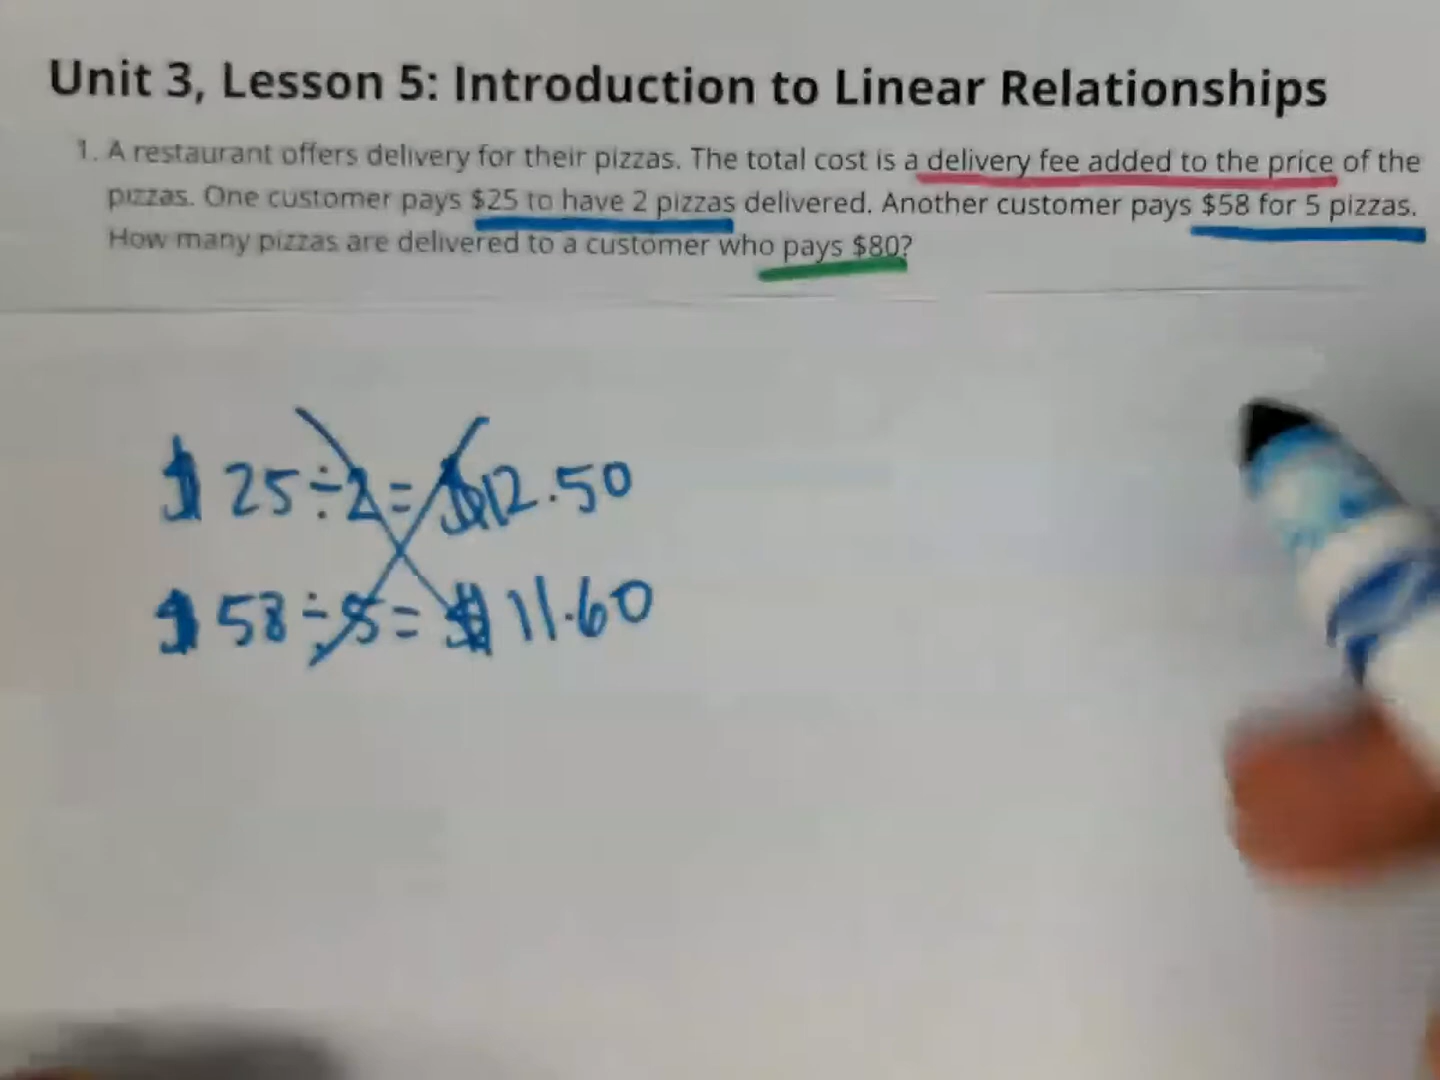 Unit 3, Lesson 5: Introduction to Linear Relationships
1. A restaurant offers delivery for their pizzas. The total cost is a delivery fee added to the price of the
pizzas. One customer pays $25 to have 2 pizzas delivered. Another customer pays $58 for 5 pizzas.
How many pizzas are delivered to a customer who pays $80?
$25÷2=$12.50
$58÷5=$11.60